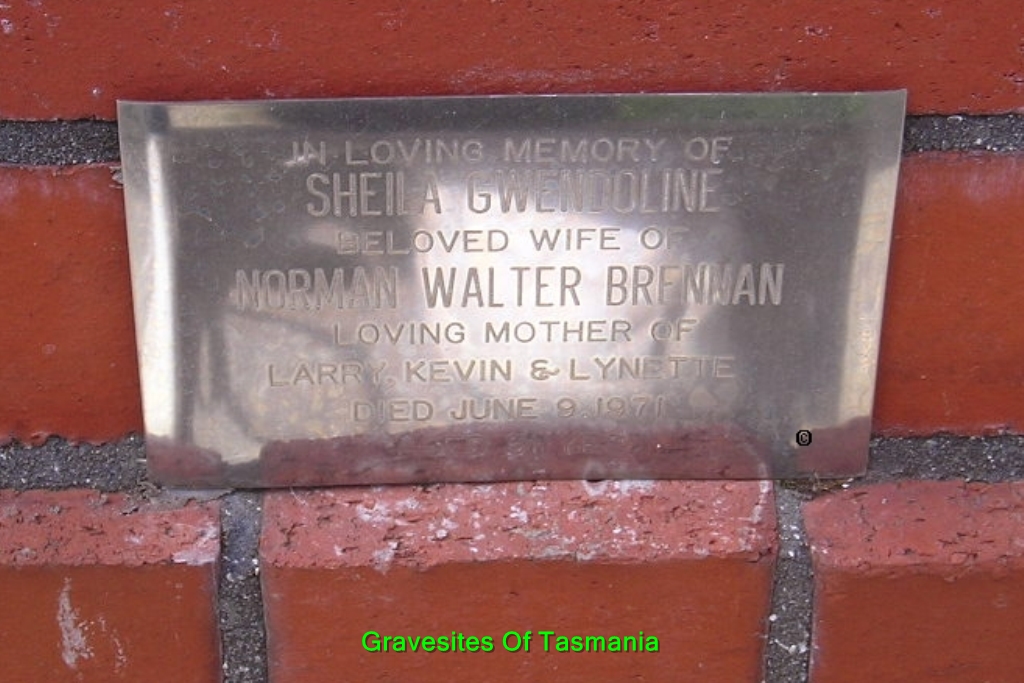 IN LOVING MEMORY OF
SHEILA GWENDOLINE
BELOVED WIFE OF
NORMAN WALTER BRENNAN
LOVING MOTHER OF
LARRY, KEVIN & LYNETTE
DIED JUNE 9. 1971
©
Gravesites Of Tasmania